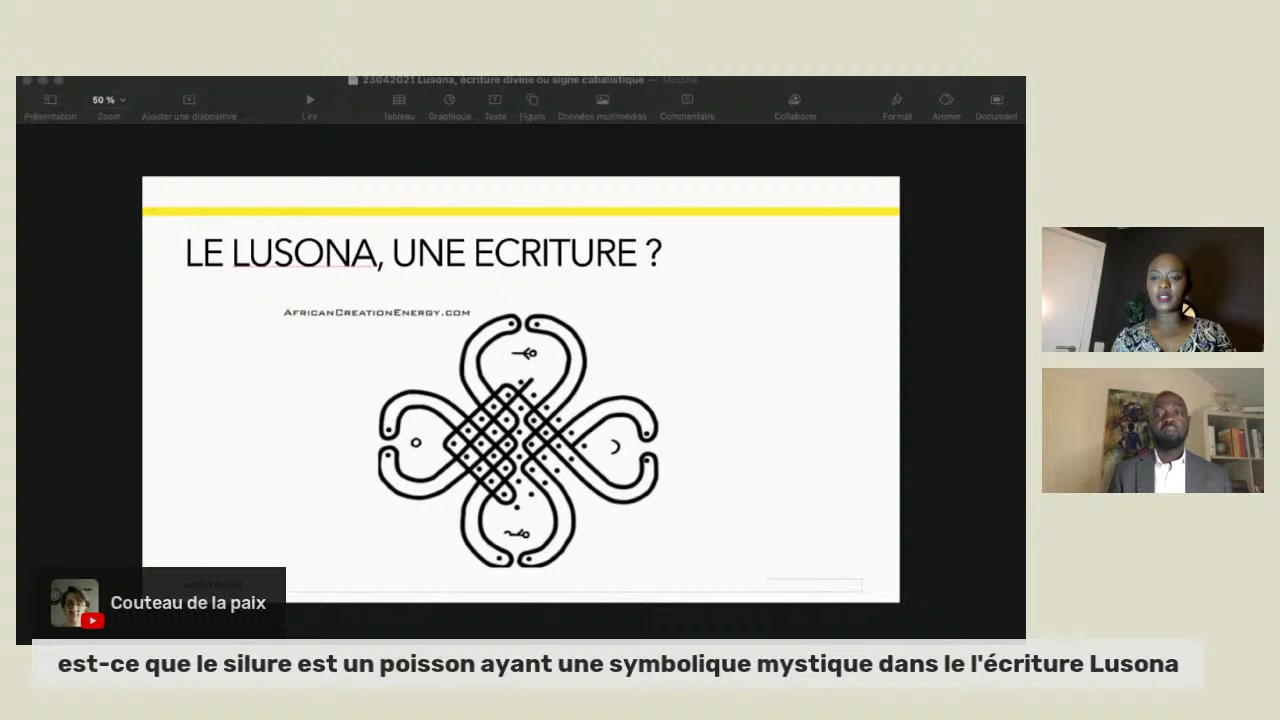 23042021 Lusona, écriture divine ou signe cabalistique — Modifié
50 %
Présentation Zoom Ajouter une diapositive Lire Tableau Graphique Texte Figure Données multimédias Commentaire Collaborer Format Animer Document
LE LUSONA, UNE ECRITURE ?
AFRICANCREATIONENERGY.COM
Couteau de la paix
est-ce que le silure est un poisson ayant une symbolique mystique dans le l'écriture Lusona